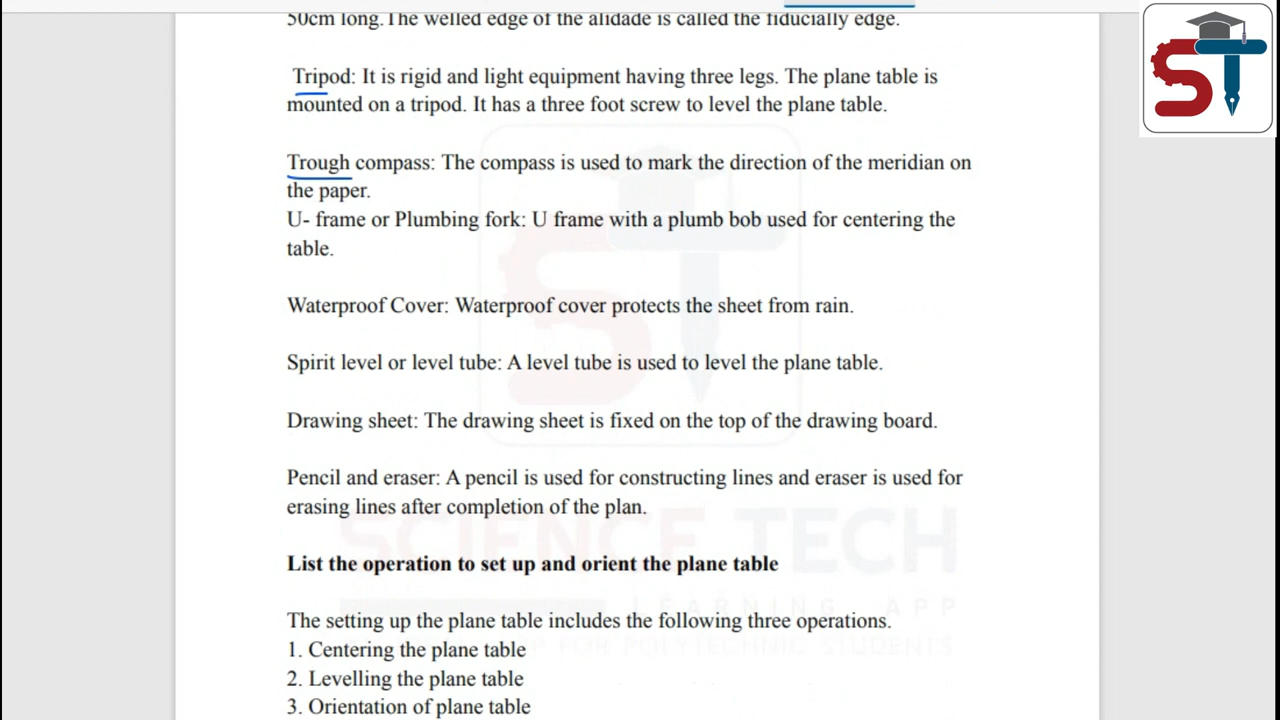 50cm long. The welled edge of the alidade is called the fiducially edge.
Tripod: It is rigid and light equipment having three legs. The plane table is
mounted on a tripod. It has a three foot screw to level the plane table.
Trough compass: The compass is used to mark the direction of the meridian on
the paper.
U- frame or Plumbing fork: U frame with a plumb bob used for centering the
table.
Waterproof Cover: Waterproof cover protects the sheet from rain.
Spirit level or level tube: A level tube is used to level the plane table.
Drawing sheet: The drawing sheet is fixed on the top of the drawing board.
Pencil and eraser: A pencil is used for constructing lines and eraser is used for
erasing lines after completion of the plan.
SCIENCE TECH
List the operation to set up and orient the plane table
LEARNING APP
The setting up the plane table includes the following three operations.
FOR POLYTECHNIC STUDENTS
1. Centering the plane table
2. Levelling the plane table
3. Orientation of plane table
ST